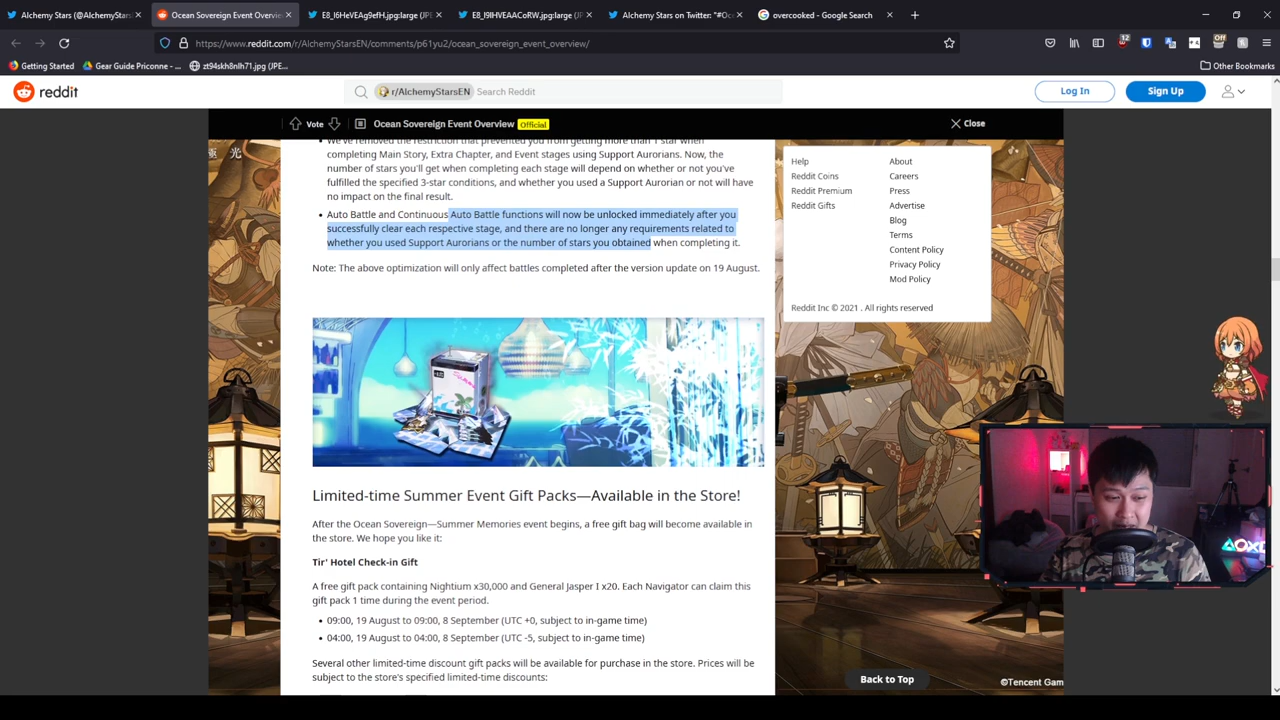 Alchemy Stars (@AlchemyStars
Ocean Sovereign Event Overview
E8_I6HeVEAg9efH.jpg:large (JPE
E8_I9IHVEAACoRW.jpg:large (JP
Alchemy Stars on Twitter: "#Oc
overcooked - Google Search
https://www.reddit.com/r/AlchemyStarsEN/comments/p61yu2/ocean_sovereign_event_overview/
12
Off
Getting Started
Gear Guide Priconne - ...
zt94skh8nlh71.jpg (JPE...
Other Bookmarks
reddit
r/AlchemyStarsEN
Search Reddit
Log In
Sign Up
Vote
Ocean Sovereign Event Overview
Official
Close
極 光
We've removed the restriction that prevented you from getting more than 1 star when
completing Main Story, Extra Chapter, and Event stages using Support Aurorians. Now, the
number of stars you'll get when completing each stage will depend on whether or not you've
fulfilled the specified 3-star conditions, and whether you used a Support Aurorian or not will have
no impact on the final result.
• Auto Battle and Continuous Auto Battle functions will now be unlocked immediately after you
successfully clear each respective stage, and there are no longer any requirements related to
whether you used Support Aurorians or the number of stars you obtained when completing it.
Note: The above optimization will only affect battles completed after the version update on 19 August.
Limited-time Summer Event Gift Packs—Available in the Store!
After the Ocean Sovereign—Summer Memories event begins, a free gift bag will become available in
the store. We hope you like it:
Tir' Hotel Check-in Gift
A free gift pack containing Nightium x30,000 and General Jasper I x20. Each Navigator can claim this
gift pack 1 time during the event period.
• 09:00, 19 August to 09:00, 8 September (UTC +0, subject to in-game time)
• 04:00, 19 August to 04:00, 8 September (UTC -5, subject to in-game time)
Several other limited-time discount gift packs will be available for purchase in the store. Prices will be
subject to the store's specified limited-time discounts:
Help
About
Reddit Coins
Careers
Reddit Premium
Press
Reddit Gifts
Advertise
Blog
Terms
Content Policy
Privacy Policy
Mod Policy
Reddit Inc © 2021 . All rights reserved
Back to Top
©Tencent Gam